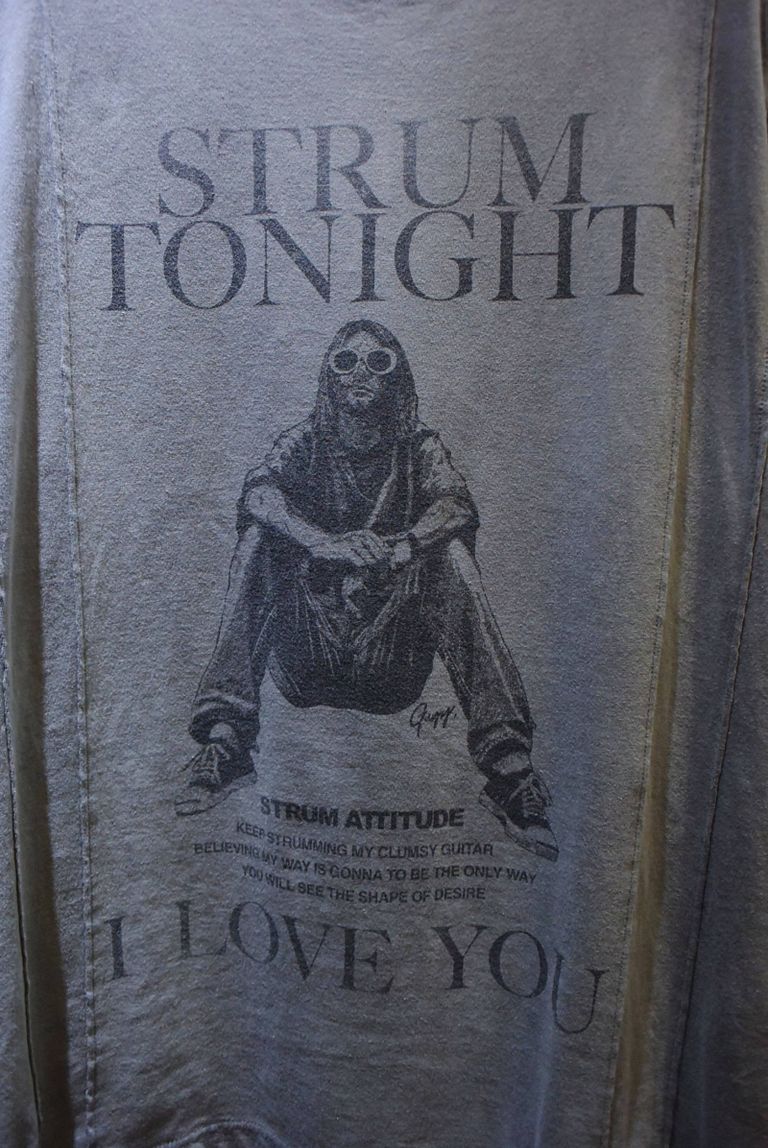 STRUM
TONIGHT
STRUM ATTITUDE
KEEP STRUMMING MY CLUMSY GUITAR
BELIEVING MY WAY IS GONNA TO BE THE ONLY WAY
YOU WILL SEE THE SHAPE OF DESIRE
I LOVE YOU